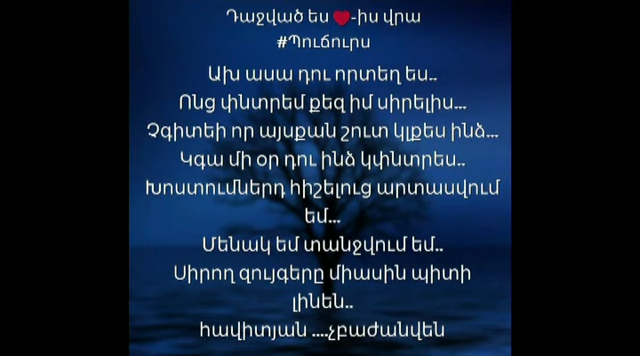 Դաջված ես ❤-իս վրա
#Պուճուրս
Ախ ասա դու որտեղ ես..
Ոնց փնտրեմ քեզ իմ սիրելիս...
Չգիտեի որ այսքան շուտ կլքես ինձ...
Կգա մի օր դու ինձ կփնտրես..
Խոստումներդ հիշելուց արտասվում
եմ...
Մենակ եմ տանջվում եմ..
Սիրող զույգերը միասին պիտի
լինեն..
հավիտյան ....չբաժանվեն